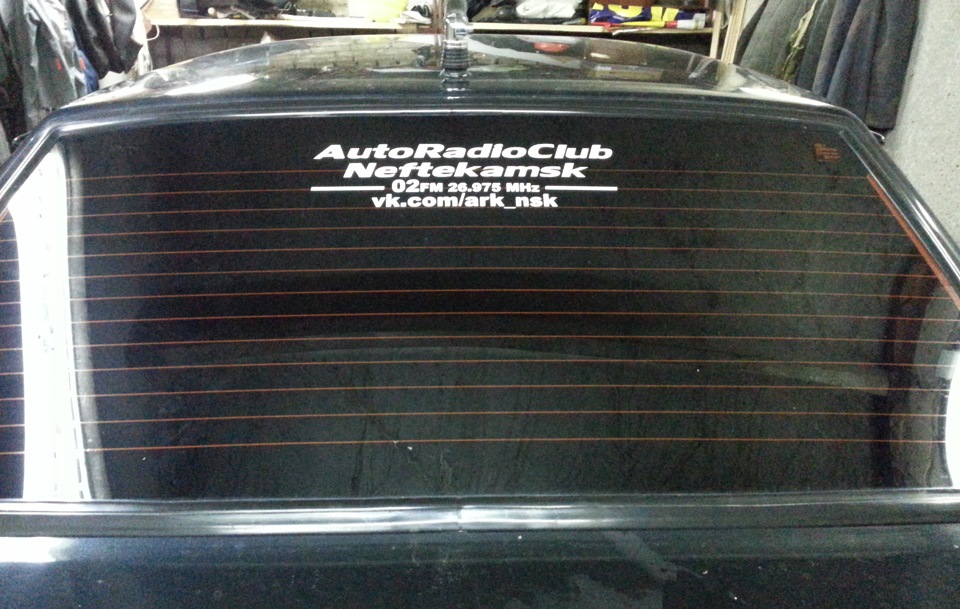 AutoRadioClub
Neftekamsk
02FM 26.975 MHz
vk.com/ark_nsk